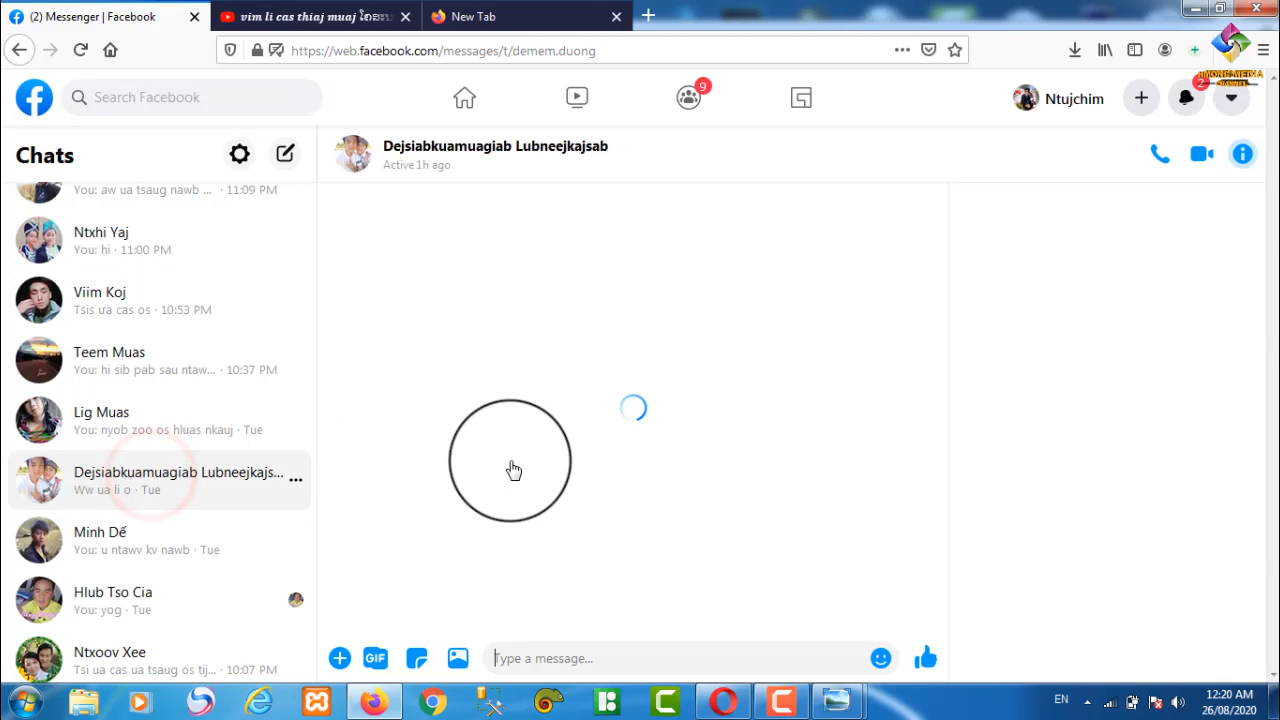 (2) Messenger | Facebook
vim li cas thiaj muaj
New Tab
https://web.facebook.com/messages/t/demem.duong
HMONG MEDIA
CHANNEL
Search Facebook
9
Ntujchim
2
Chats
You: aw ua tsaug nawb ... · 11:09 PM
Ntxhi Yaj
You: hi · 11:00 PM
Viim Koj
Tsis ưa cas os · 10:53 PM
Teem Muas
You: hi sib pab sau ntaw... · 10:37 PM
Lig Muas
You: nyob zoo os hluas nkauj · Tue
Dejsiabkuamuagiab Lubneejkajs...
Ww ua li o · Tue
Minh Dế
You: u ntawv kv nawb · Tue
Hlub Tso Cia
You: yog · Tue
Ntxoov Xee
Tsi ua cas ua tsaug os tij... · 10:07 PM
Dejsiabkuamuagiab Lubneejkajsab
Active 1h ago
GIF
Type a message...
EN
12:20 AM
26/08/2020